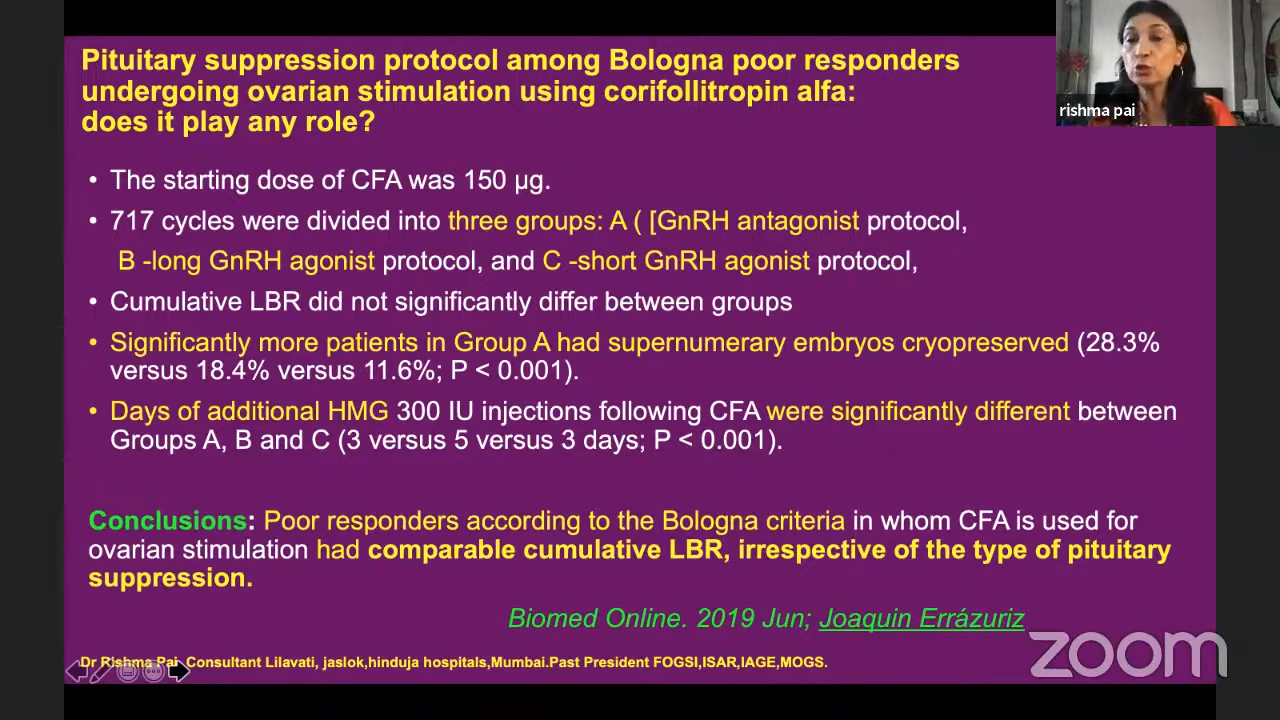 Pituitary suppression protocol among Bologna poor responders
undergoing ovarian stimulation using corifollitropin alfa:
does it play any role?
rishma pai
• The starting dose of CFA was 150 µg.
• 717 cycles were divided into three groups: A ( [GnRH antagonist protocol,
B -long GnRH agonist protocol, and C -short GnRH agonist protocol,
• Cumulative LBR did not significantly differ between groups
• Significantly more patients in Group A had supernumerary embryos cryopreserved (28.3%
versus 18.4% versus 11.6%; P < 0.001).
• Days of additional HMG 300 IU injections following CFA were significantly different between
Groups A, B and C (3 versus 5 versus 3 days; P < 0.001).
Conclusions: Poor responders according to the Bologna criteria in whom CFA is used for
ovarian stimulation had comparable cumulative LBR, irrespective of the type of pituitary
suppression.
Biomed Online. 2019 Jun; Joaquin Errázuriz
zoom
Dr Rishma Pai Consultant Lilavati, jaslok,hinduja hospitals,Mumbai.Past President FOGSI,ISAR,IAGE,MOGS.